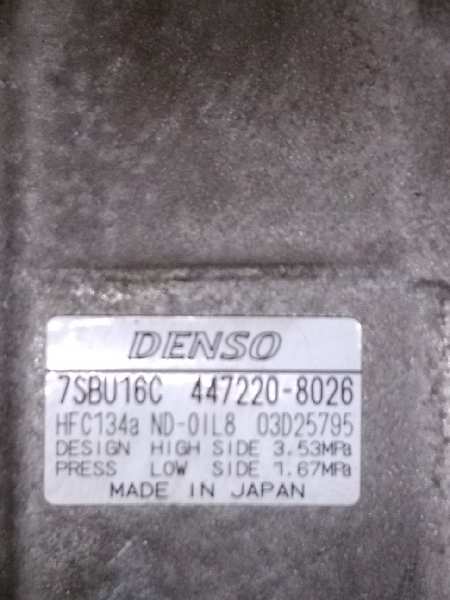 DENSO
7SBU16C 447220-8026
HFC134a ND-OIL8 03D25795
DESIGN HIGH SIDE 3.53MPa
PRESS LOW SIDE 1.67MPa
MADE IN JAPAN